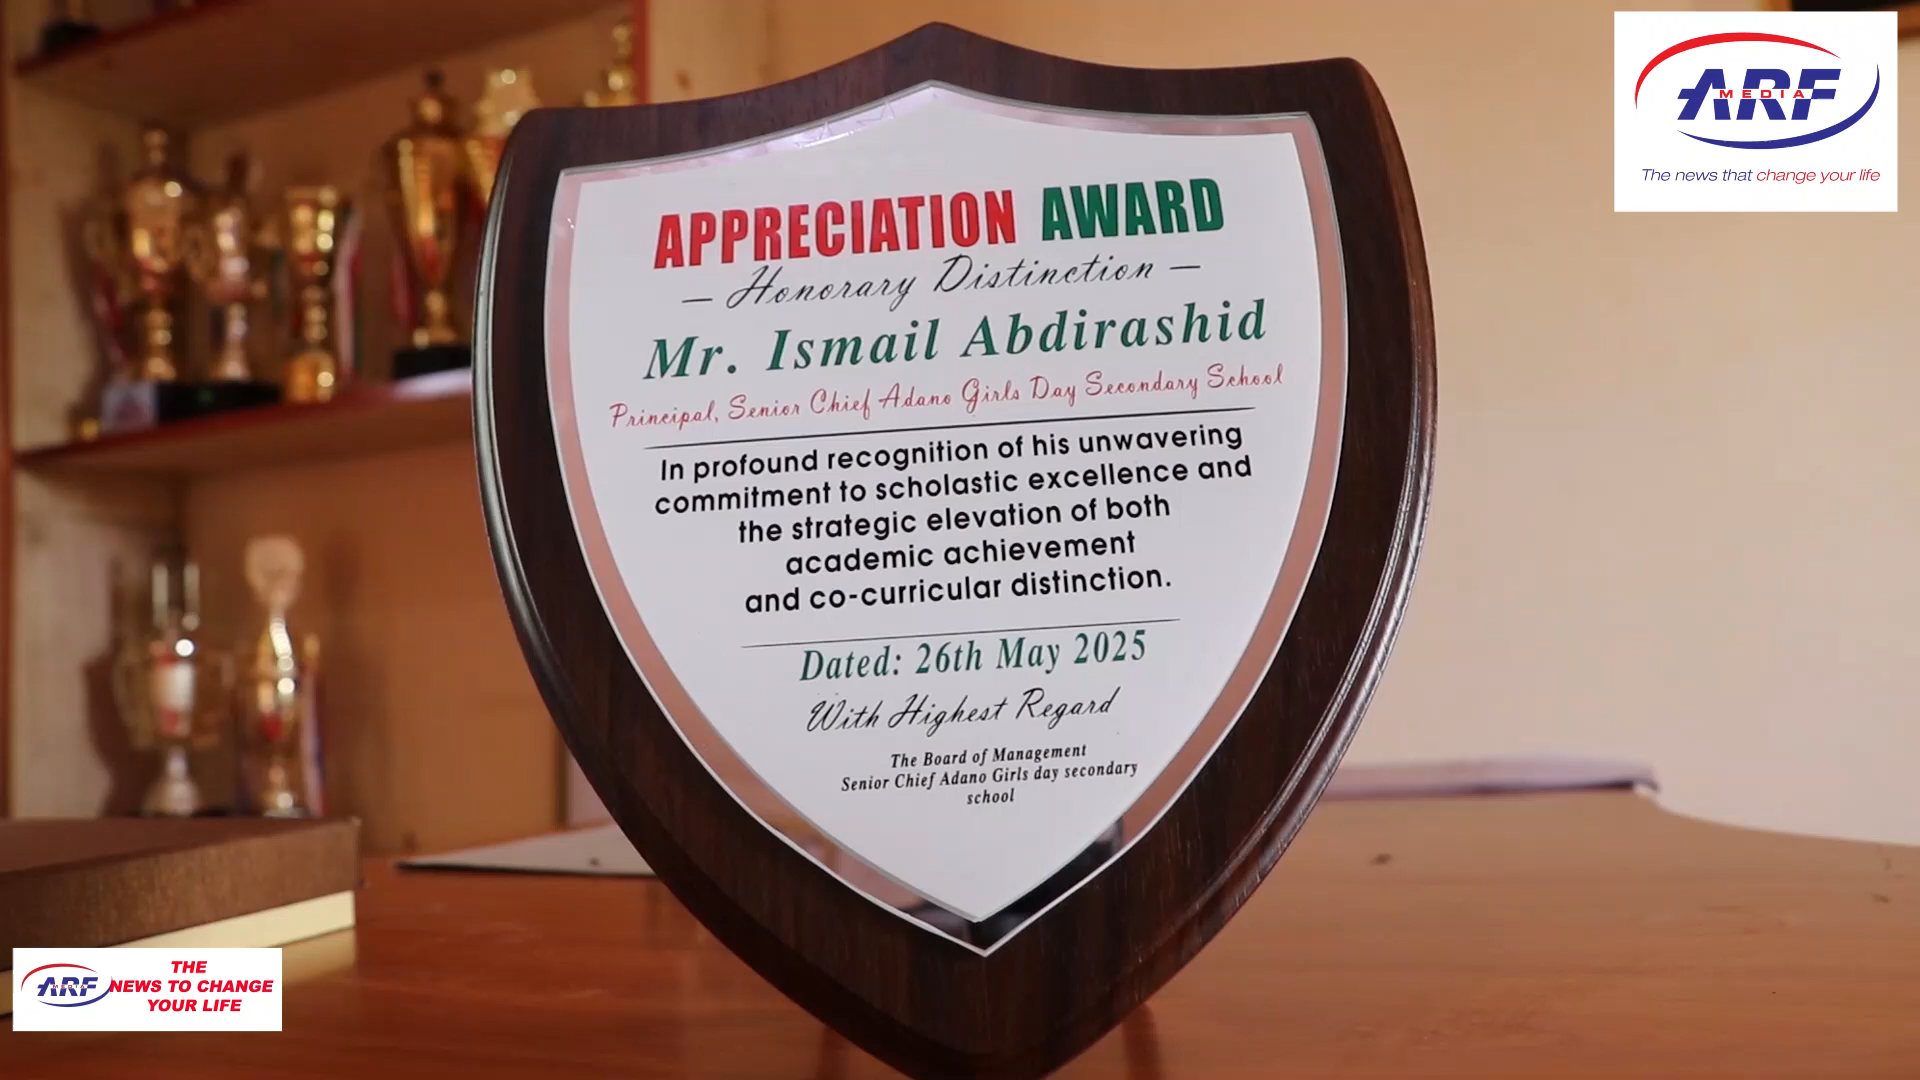 ARF
MEDIA
The news that change your life
APPRECIATION AWARD
— Honorary Distinction —
Mr. Ismail Abdirashid
Principal, Senior Chief Adano Girls Day Secondary School
In profound recognition of his unwavering
commitment to scholastic excellence and
the strategic elevation of both
academic achievement
and co-curricular distinction.
Dated: 26th May 2025
With Highest Regard
The Board of Management
Senior Chief Adano Girls day secondary
school
ARF
MEDIA
THE
NEWS TO CHANGE
YOUR LIFE